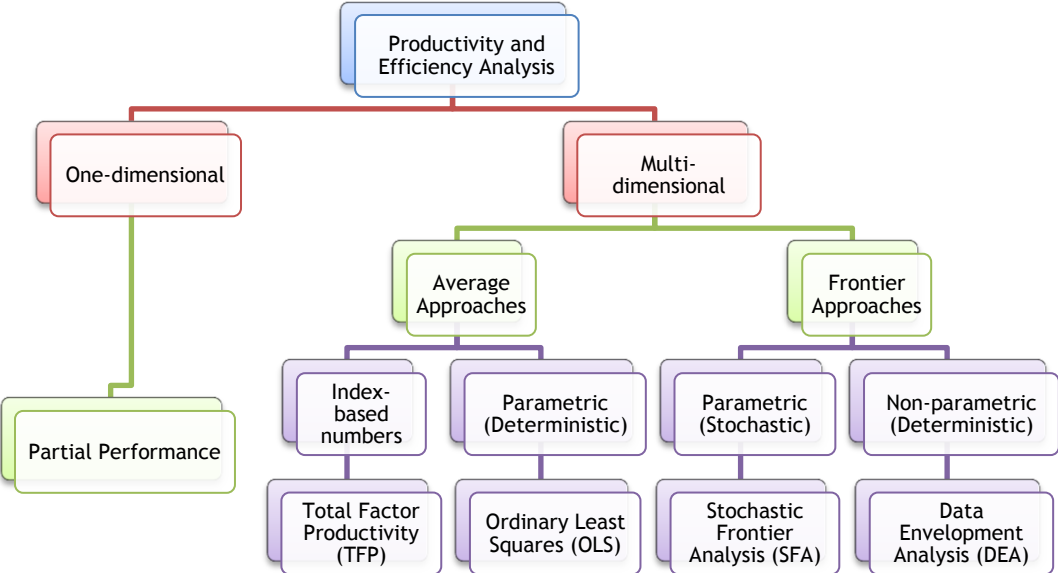 Productivity and
Efficiency Analysis
One-dimensional
Multi-
dimensional
Average
Approaches
Frontier
Approaches
Index-
based
numbers
Parametric
(Deterministic)
Parametric
(Stochastic)
Non-parametric
(Deterministic)
Partial Performance
Total Factor
Productivity
(TFP)
Ordinary Least
Squares (OLS)
Stochastic
Frontier
Analysis (SFA)
Data
Envelopment
Analysis (DEA)